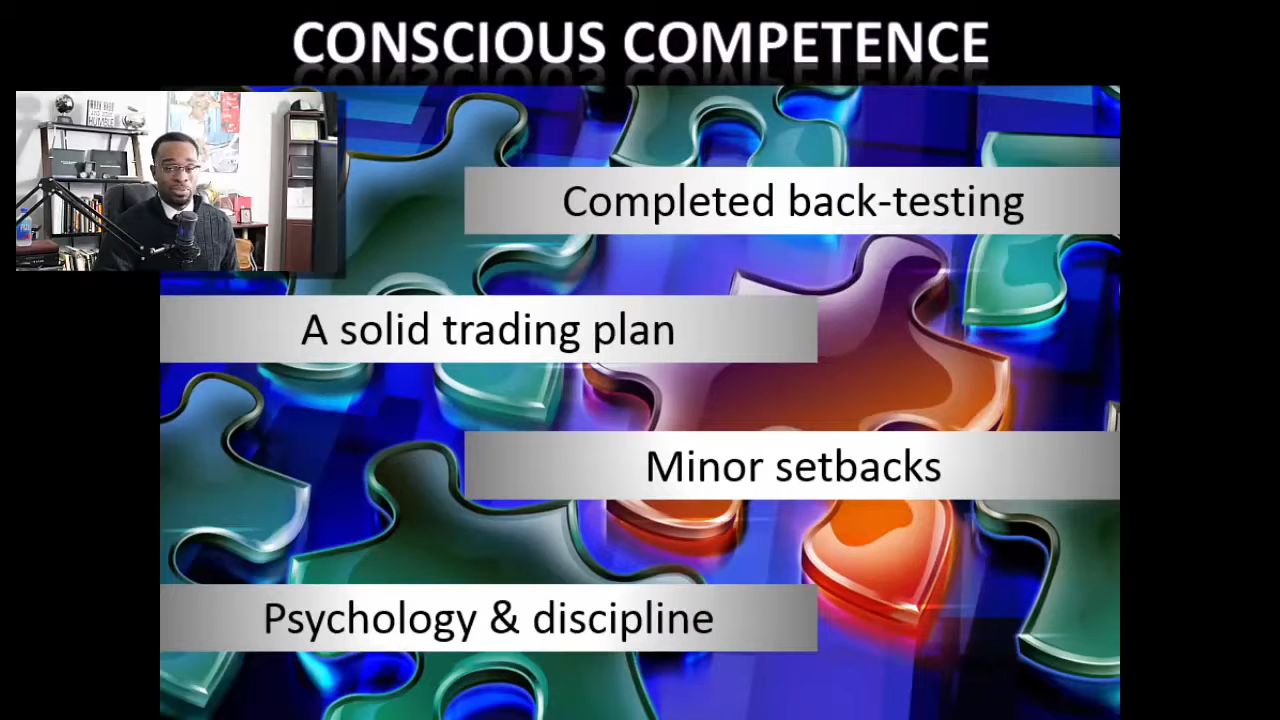 CONSCIOUS COMPETENCE
Completed back-testing
A solid trading plan
Minor setbacks
Psychology & discipline